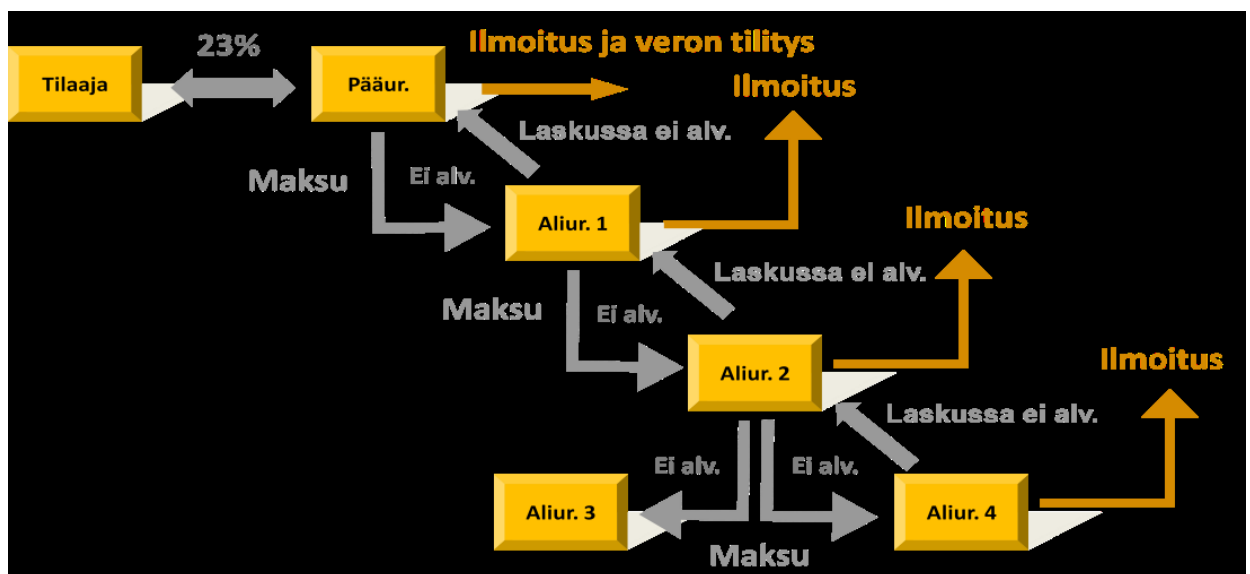 23%
Ilmoitus ja veron tilitys
Tilaaja
Pääur.
Ilmoitus
Laskussa ei alv.
Maksu
Ei alv.
Aliur. 1
Ilmoitus
Laskussa ei alv.
Maksu
Ei alv.
Aliur. 2
Ilmoitus
Laskussa ei alv.
Ei alv.
Ei alv.
Aliur. 3
Aliur. 4
Maksu